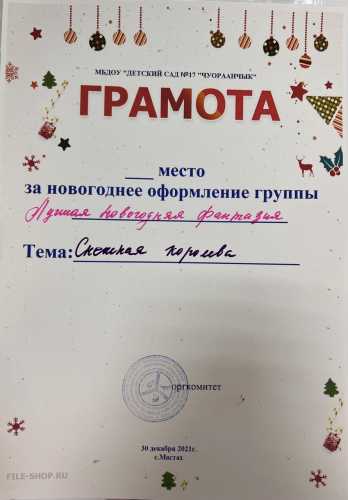 МБДОУ "ДЕТСКИЙ САД №17 "ЧУОРААНЧЫК"
ГРАМОТА
___ место
за новогоднее оформление группы
Лучшая новогодняя фантазия
Тема: Снежная королева
оргкомитет
30 декабря 2021г.
с.Мастах
FILE-SHOP.RU